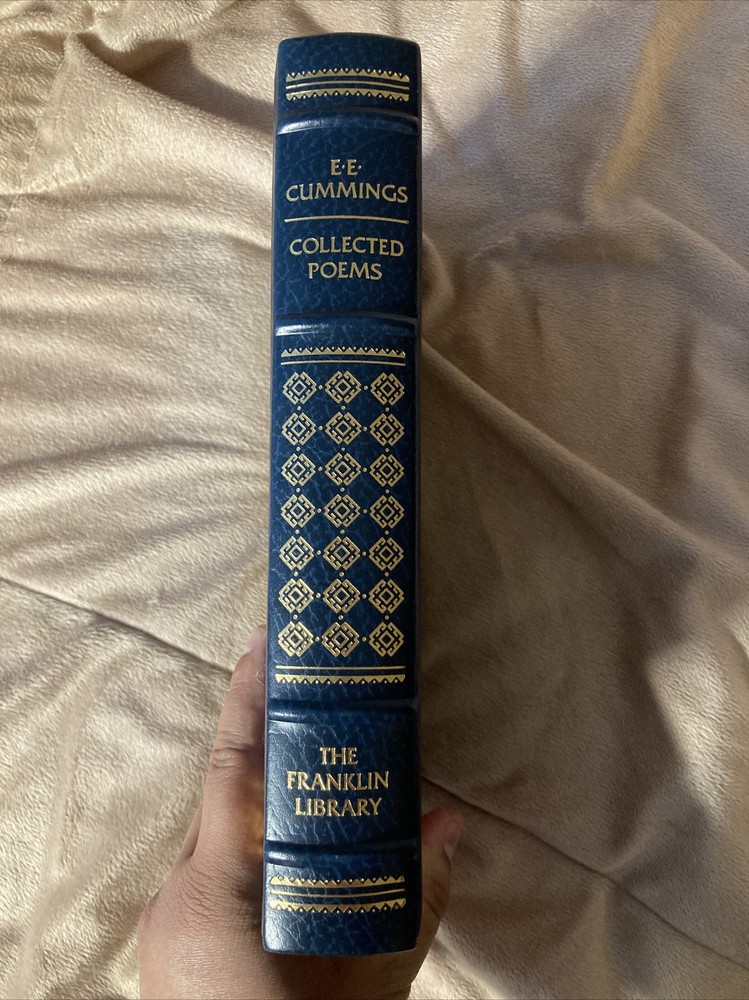 E·E·
CUMMINGS
COLLECTED
POEMS
THE
FRANKLIN
LIBRARY